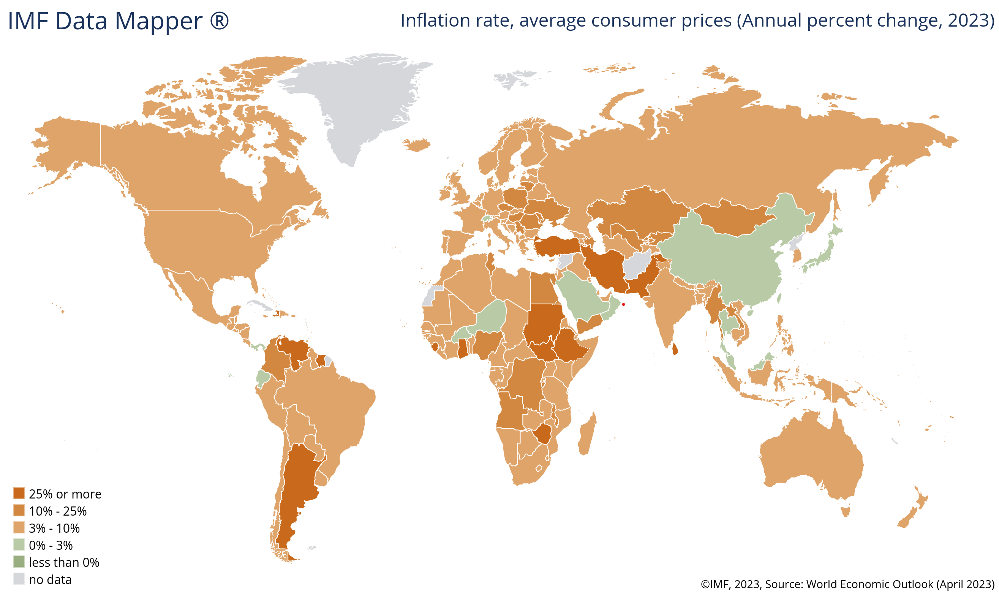 IMF Data Mapper ®
Inflation rate, average consumer prices (Annual percent change, 2023)
25% or more
10% - 25%
3% - 10%
0% - 3%
less than 0%
no data
©IMF, 2023, Source: World Economic Outlook (April 2023)